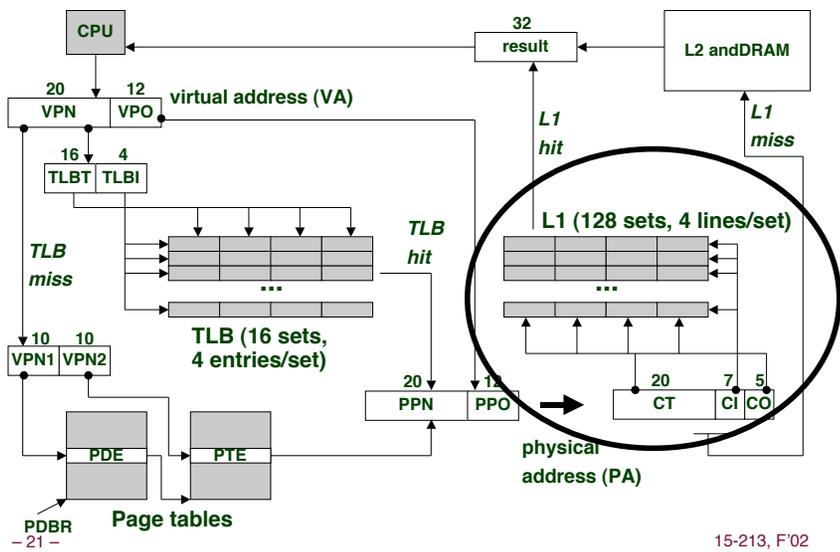 CPU
32
result
L2 andDRAM
20 12
VPN VPO
virtual address (VA)
L1
hit
L1
miss
16 4
TLBT TLBI
TLB
miss
TLB
hit
L1 (128 sets, 4 lines/set)
...
...
TLB (16 sets,
4 entries/set)
10 10
VPN1 VPN2
20 12
PPN PPO
20 7 5
CT CI CO
physical
address (PA)
PDE PTE
PDBR
Page tables
– 21 –
15-213, F'02